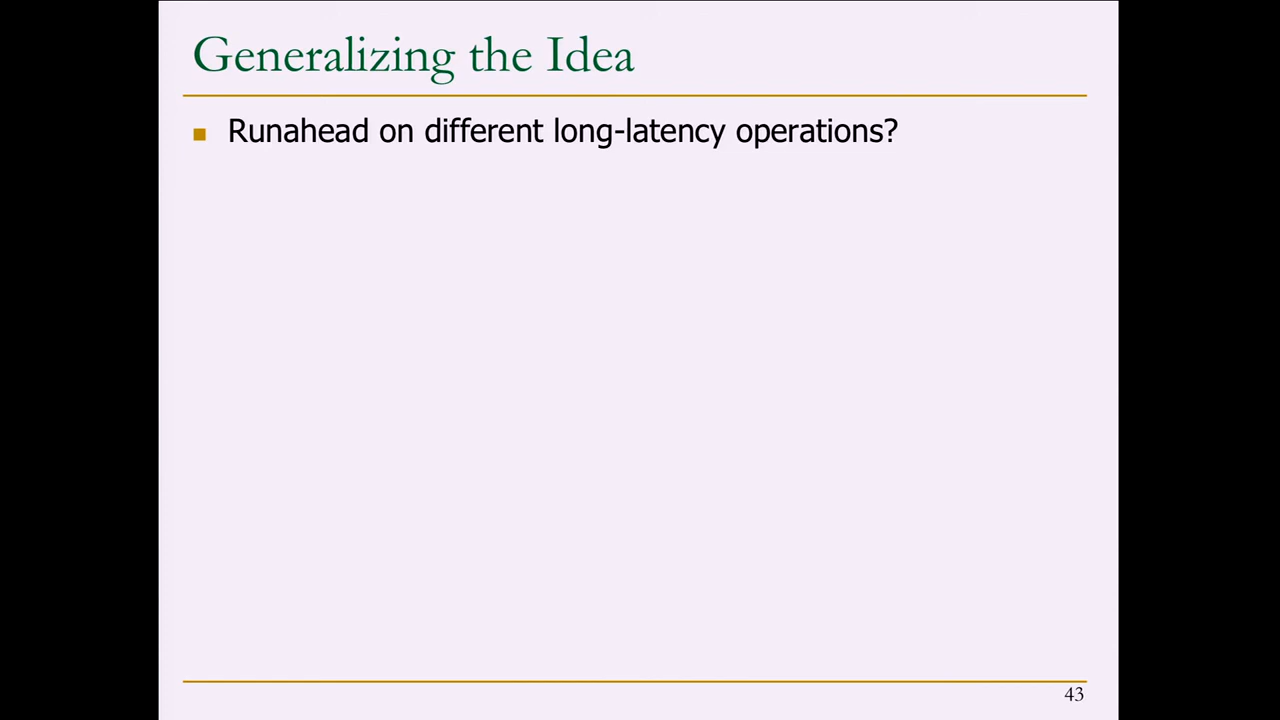 Generalizing the Idea
Runahead on different long-latency operations?
43